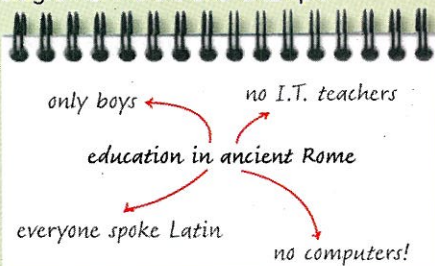 only boys
no I.T. teachers
education in ancient Rome
everyone spoke Latin
no computers!